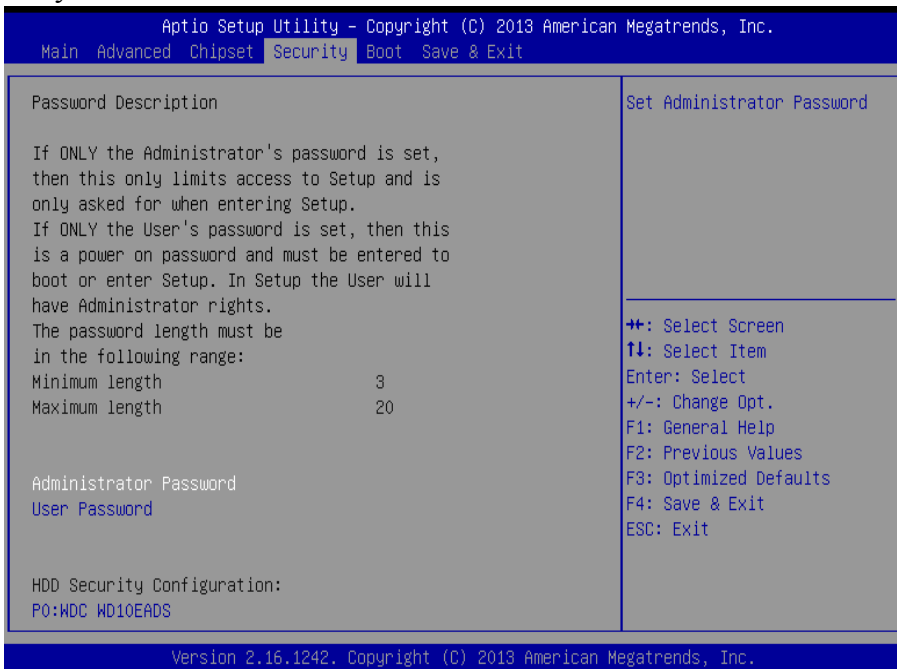 Aptio Setup Utility – Copyright (C) 2013 American Megatrends, Inc.
Main Advanced Chipset Security Boot Save & Exit
Password Description
If ONLY the Administrator's password is set,
then this only limits access to Setup and is
only asked for when entering Setup.
If ONLY the User's password is set, then this
is a power on password and must be entered to
boot or enter Setup. In Setup the User will
have Administrator rights.
The password length must be
in the following range:
Minimum length 3
Maximum length 20
Administrator Password
User Password
HDD Security Configuration:
P0:WDC WD10EADS
Set Administrator Password
→←: Select Screen
↑↓: Select Item
Enter: Select
+/-: Change Opt.
F1: General Help
F2: Previous Values
F3: Optimized Defaults
F4: Save & Exit
ESC: Exit
Version 2.16.1242. Copyright (C) 2013 American Megatrends, Inc.